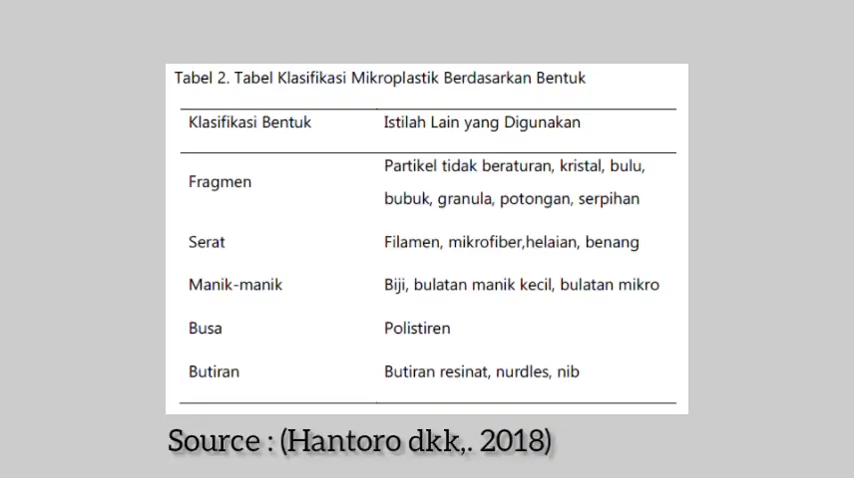 Tabel 2. Tabel Klasifikasi Mikroplastik Berdasarkan Bentuk
Klasifikasi Bentuk Istilah Lain yang Digunakan
Fragmen Partikel tidak beraturan, kristal, bulu,
bubuk, granula, potongan, serpihan
Serat Filamen, mikrofiber,helaian, benang
Manik-manik Biji, bulatan manik kecil, bulatan mikro
Busa Polistiren
Butiran Butiran resinat, nurdles, nib
Source : (Hantoro dkk,. 2018)